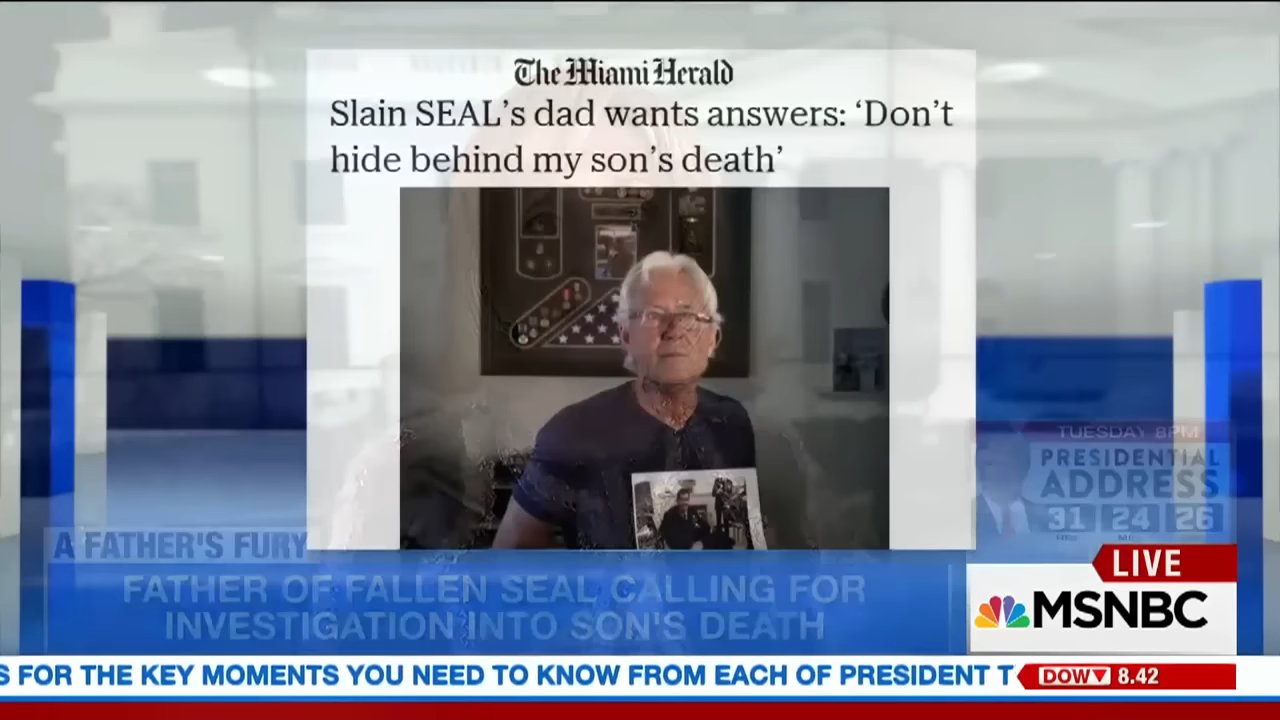 The Miami Herald
Slain SEAL's dad wants answers: ‘Don't
hide behind my son's death’
TUESDAY 8PM
PRESIDENTIAL
ADDRESS
31 24 26
A FATHER'S FURY
FATHER OF FALLEN SEAL CALLING FOR
INVESTIGATION INTO SON'S DEATH
LIVE
MSNBC
S FOR THE KEY MOMENTS YOU NEED TO KNOW FROM EACH OF PRESIDENT T
DOW▼ 8.42